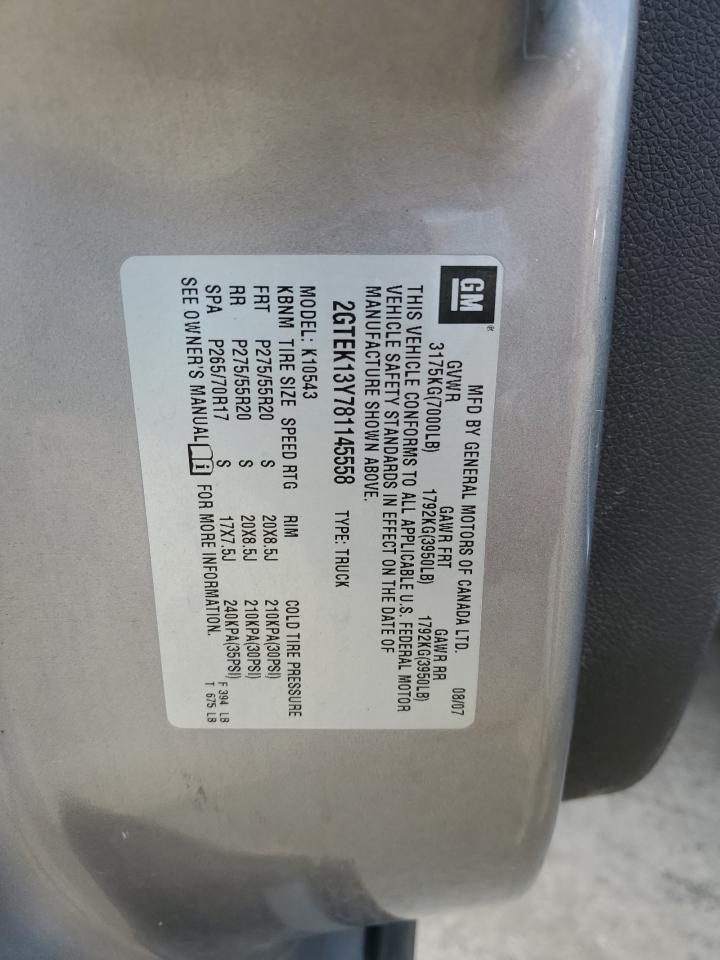 GM ®
MFD BY GENERAL MOTORS OF CANADA LTD. 08/07
GVWR GAWR FRT GAWR RR
3175KG(7000LB) 1792KG(3950LB) 1792KG(3950LB)
THIS VEHICLE CONFORMS TO ALL APPLICABLE U.S. FEDERAL MOTOR
VEHICLE SAFETY STANDARDS IN EFFECT ON THE DATE OF
MANUFACTURE SHOWN ABOVE.
2GTEK13Y781145558 TYPE: TRUCK
MODEL: K10543
KBNM TIRE SIZE SPEED RTG RIM COLD TIRE PRESSURE
FRT P275/55R20 S 20X8.5J 210KPA(30PSI)
RR P275/55R20 S 20X8.5J 210KPA(30PSI)
SPA P265/70R17 S 17X7.5J 240KPA(35PSI) F 394 LB
SEE OWNER'S MANUAL i FOR MORE INFORMATION. T 675 LB